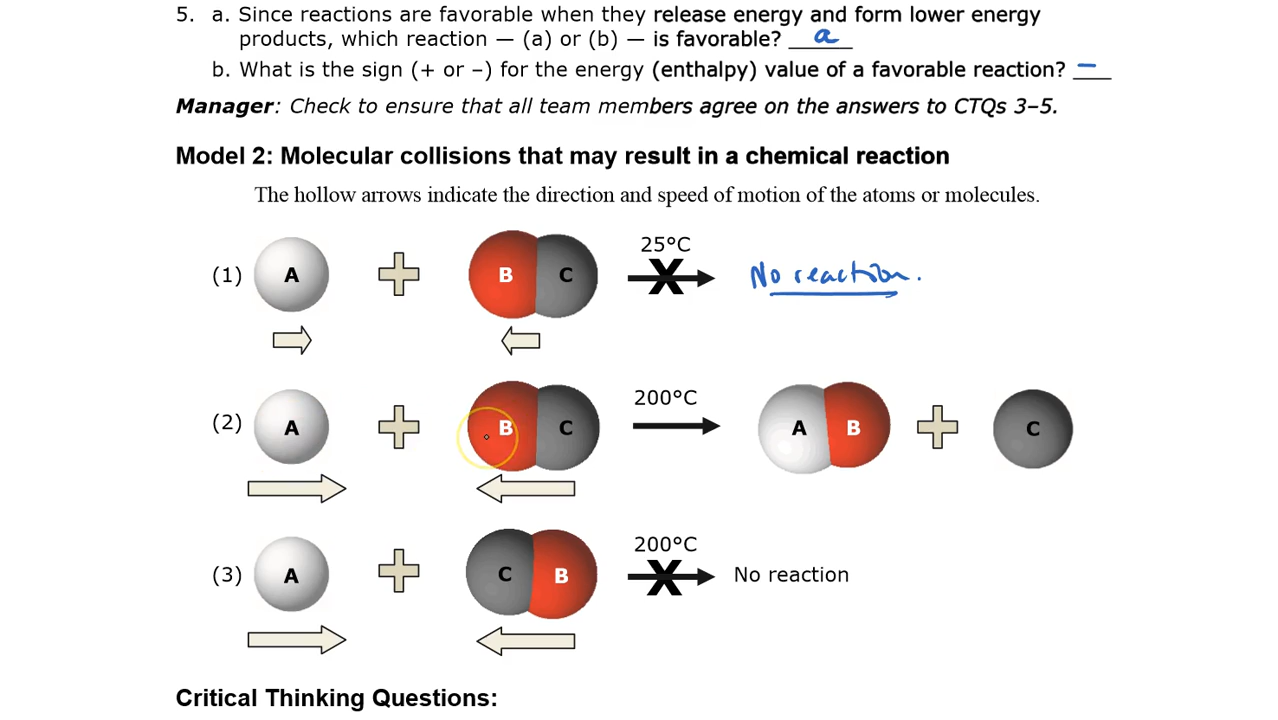 5. a. Since reactions are favorable when they release energy and form lower energy
products, which reaction — (a) or (b) — is favorable? a
b. What is the sign (+ or –) for the energy (enthalpy) value of a favorable reaction? –
Manager: Check to ensure that all team members agree on the answers to CTQs 3–5.
Model 2: Molecular collisions that may result in a chemical reaction
The hollow arrows indicate the direction and speed of motion of the atoms or molecules.
25°C
(1) A + B C No reaction.
200°C
(2) A + B C A B + C
200°C
(3) A + C B No reaction
Critical Thinking Questions: